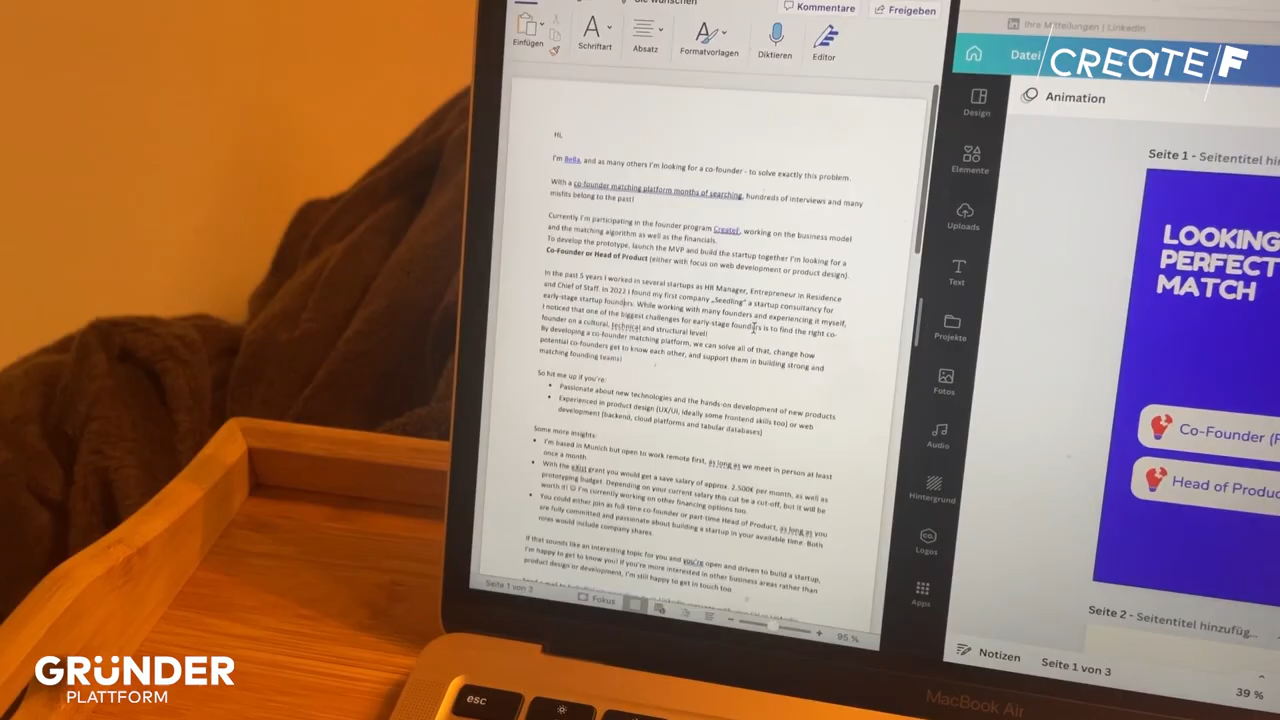 Kommentare
Freigeben
Einfügen
Schriftart
Absatz
Formatvorlagen
Diktieren
Editor
Hi,
I'm Bella, and as many others I'm looking for a co-founder - to solve exactly this problem.
With a co-founder matching platform months of searching, hundreds of interviews and many
misfits belong to the past!
Currently I'm participating in the founder program CreateF, working on the business model
and the matching algorithm as well as the financials.
To develop the prototype, launch the MVP and build the startup together I'm looking for a
Co-Founder or Head of Product (either with focus on web development or product design).
In the past 5 years I worked in several startups as HR Manager, Entrepreneur in Residence
and Chief of Staff. In 2022 I found my first company „Seedling" a startup consultancy for
early-stage startup founders. While working with many founders and experiencing it myself,
I noticed that one of the biggest challenges for early-stage founders is to find the right co-
founder on a cultural, technical and structural level!
By developing a co-founder matching platform, we can solve all of that, change how
potential co-founders get to know each other, and support them in building strong and
matching founding teams!
So hit me up if you're:
• Passionate about new technologies and the hands-on development of new products
• Experienced in product design (UX/UI, ideally some frontend skills too) or web
development (backend, cloud platforms and tabular databases)
Some more insights:
• I'm based in Munich but open to work remote first, as long as we meet in person at least
once a month.
• With the eXist grant you would get a save salary of approx. 2.500€ per month, as well as
prototyping budget. Depending on your current salary this cut be a cut-off, but it will be
worth it! I'm currently working on other financing options too.
• You could either join as full time co-founder or part-time Head of Product, as long as you
are fully committed and passionate about building a startup in your available time. Both
roles would include company shares.
If that sounds like an interesting topic for you and you're open and driven to build a startup,
I'm happy to get to know you! If you're more interested in other business areas rather than
product design or development, I'm still happy to get in touch too
Seite 1 von 2
Fokus
95 %
Ihre Mitteilungen | LinkedIn
Datei
CREATE F
Animation
Design
Elemente
Uploads
Text
Projekte
Fotos
Audio
Hintergrund
Logos
Apps
Seite 1 - Seitentitel
LOOKING
PERFECT
MATCH
Co-Founder
Head of
Seite 2 - Seitentitel hinzufüg...
Notizen
Seite 1 von 3
39 %
MacBook Air
esc
GRÜNDER
PLATTFORM